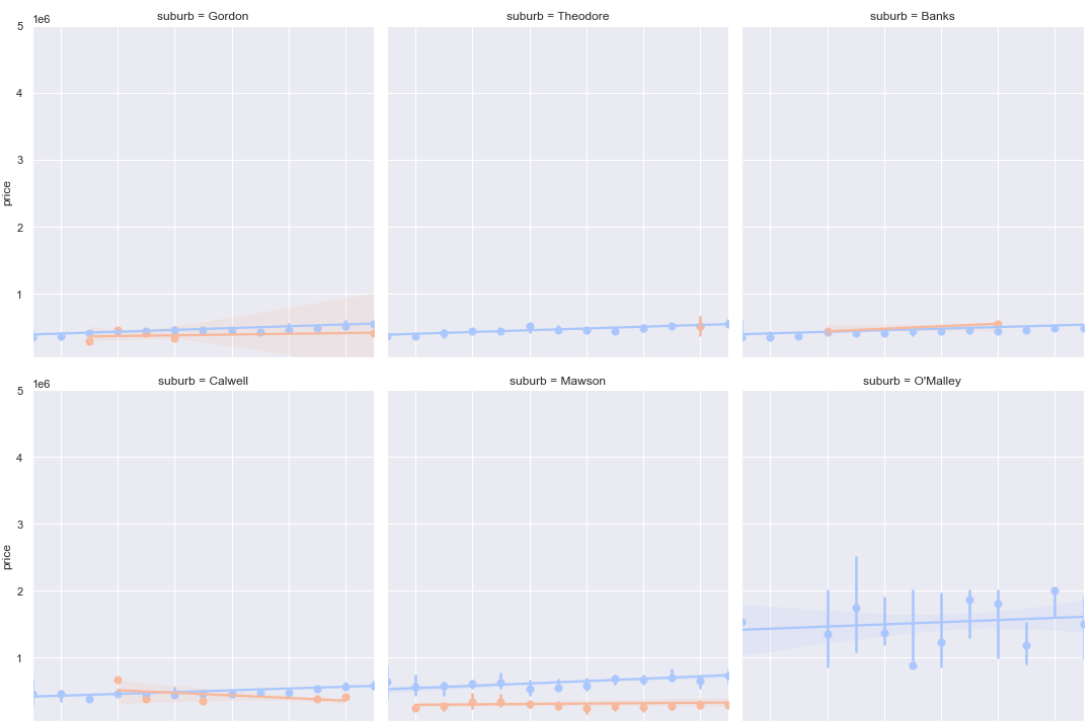 suburb = Gordon
suburb = Theodore
suburb = Banks
1e6
5
4
3
2
1
price
suburb = Calwell
suburb = Mawson
suburb = O'Malley
1e6
5
4
3
2
1
price